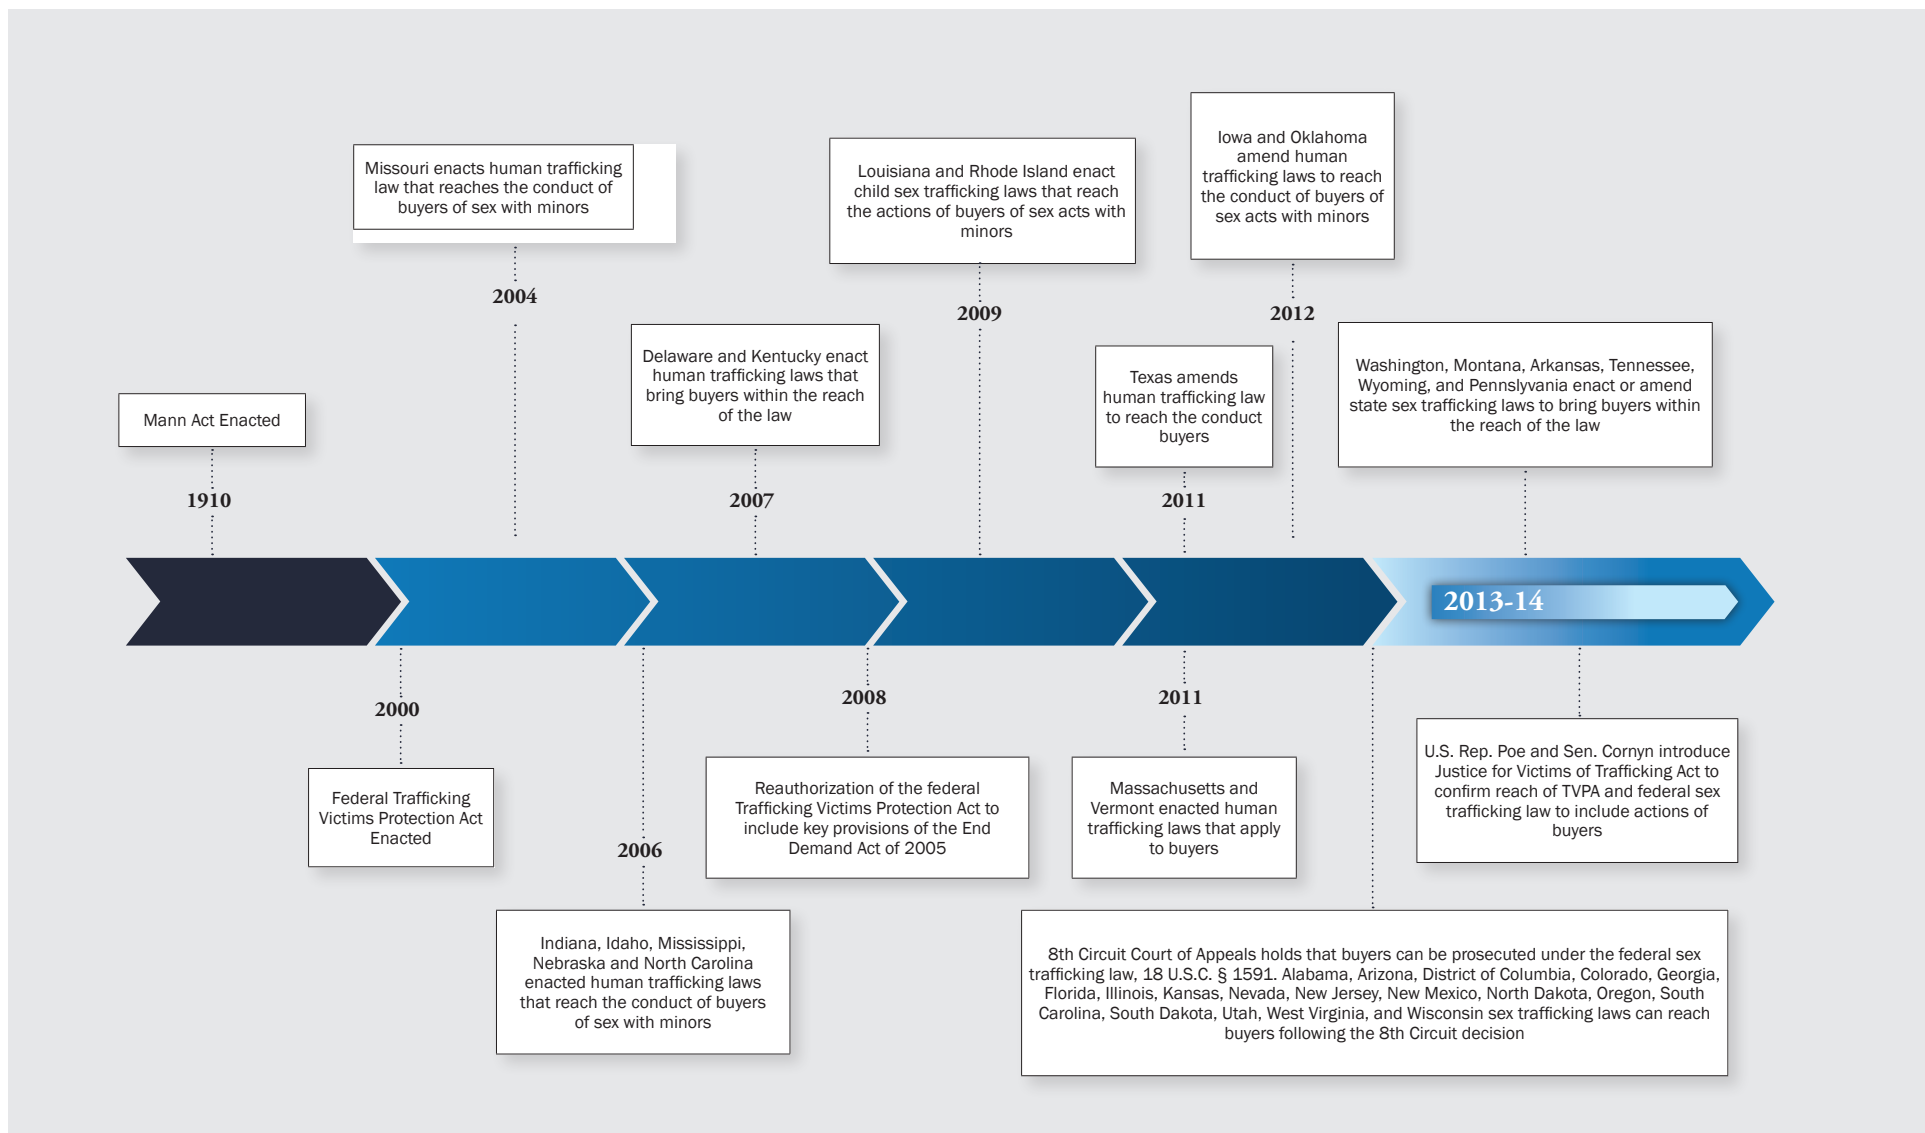 Mann Act Enacted
1910
Federal Trafficking
Victims Protection Act
Enacted
2000
Missouri enacts human trafficking
law that reaches the conduct of
buyers of sex with minors
2004
Indiana, Idaho, Mississippi,
Nebraska and North Carolina
enacted human trafficking laws
that reach the conduct of buyers
of sex with minors
2006
Delaware and Kentucky enact
human trafficking laws that
bring buyers within the reach
of the law
2007
Reauthorization of the federal
Trafficking Victims Protection Act to
include key provisions of the End
Demand Act of 2005
2008
Louisiana and Rhode Island enact
child sex trafficking laws that reach
the actions of buyers of sex acts with
minors
2009
Texas amends
human trafficking law
to reach the conduct
buyers
2011
Massachusetts and
Vermont enacted human
trafficking laws that apply
to buyers
2011
Iowa and Oklahoma
amend human
trafficking laws to reach
the conduct of buyers of
sex acts with minors
2012
Washington, Montana, Arkansas, Tennessee,
Wyoming, and Pennslyvania enact or amend
state sex trafficking laws to bring buyers within
the reach of the law
2013-14
U.S. Rep. Poe and Sen. Cornyn introduce
Justice for Victims of Trafficking Act to
confirm reach of TVPA and federal sex
trafficking law to include actions of
buyers
8th Circuit Court of Appeals holds that buyers can be prosecuted under the federal sex
trafficking law, 18 U.S.C. § 1591. Alabama, Arizona, District of Columbia, Colorado, Georgia,
Florida, Illinois, Kansas, Nevada, New Jersey, New Mexico, North Dakota, Oregon, South
Carolina, South Dakota, Utah, West Virginia, and Wisconsin sex trafficking laws can reach
buyers following the 8th Circuit decision